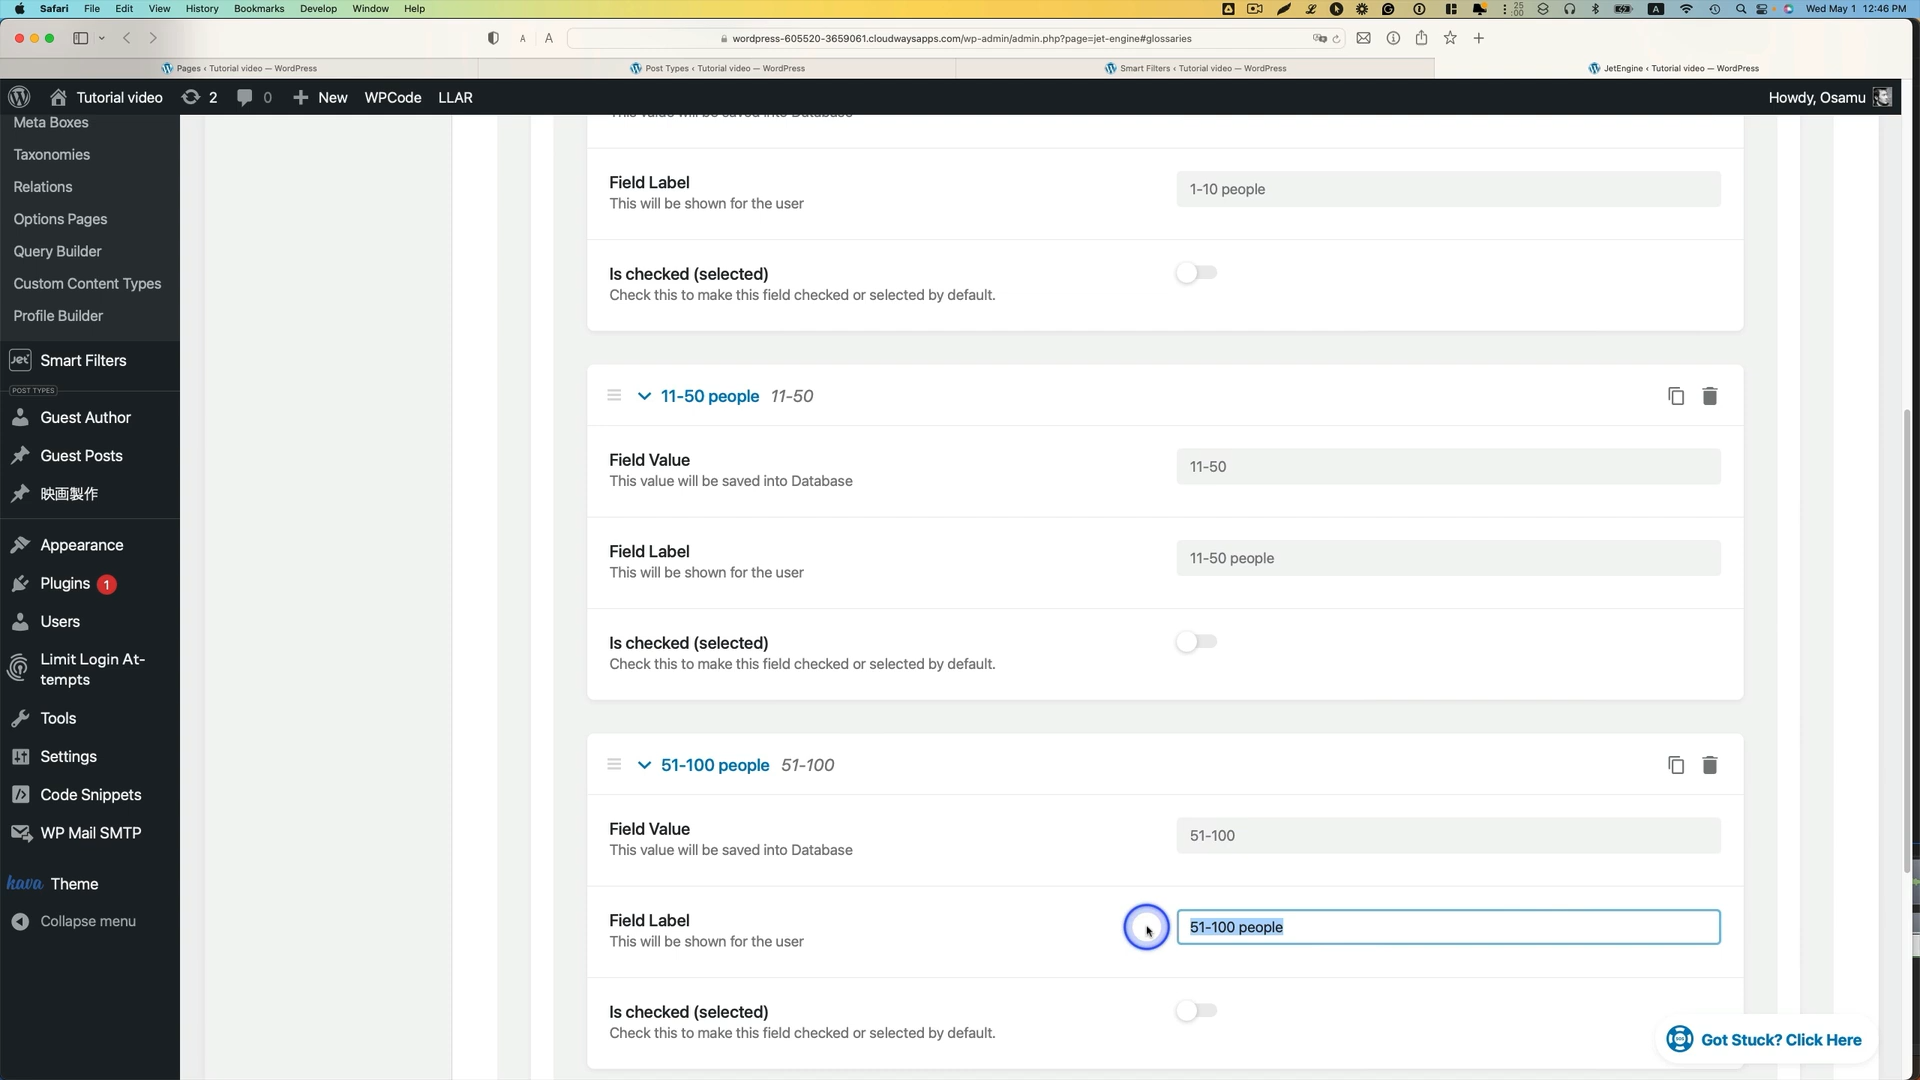 Safari File Edit View History Bookmarks Develop Window Help
25
00
A
Wed May 1 12:46 PM
A A
wordpress-605520-3659061.cloudwaysapps.com/wp-admin/admin.php?page=jet-engine#glossaries
Pages ‹ Tutorial video — WordPress
Post Types ‹ Tutorial video — WordPress
Smart Filters ‹ Tutorial video — WordPress
JetEngine ‹ Tutorial video — WordPress
Tutorial video 2 0 New WPCode LLAR
Howdy, Osamu
Meta Boxes
Taxonomies
Relations
Options Pages
Query Builder
Custom Content Types
Profile Builder
Jet Smart Filters
POST TYPES
Guest Author
Guest Posts
映画製作
Appearance
Plugins 1
Users
Limit Login At-
tempts
Tools
Settings
Code Snippets
WP Mail SMTP
hava Theme
Collapse menu
This value will be saved into Database
Field Label
This will be shown for the user
1-10 people
Is checked (selected)
Check this to make this field checked or selected by default.
11-50 people 11-50
Field Value
This value will be saved into Database
11-50
Field Label
This will be shown for the user
11-50 people
Is checked (selected)
Check this to make this field checked or selected by default.
51-100 people 51-100
Field Value
This value will be saved into Database
51-100
Field Label
This will be shown for the user
51-100 people
Is checked (selected)
Check this to make this field checked or selected by default.
Got Stuck? Click Here